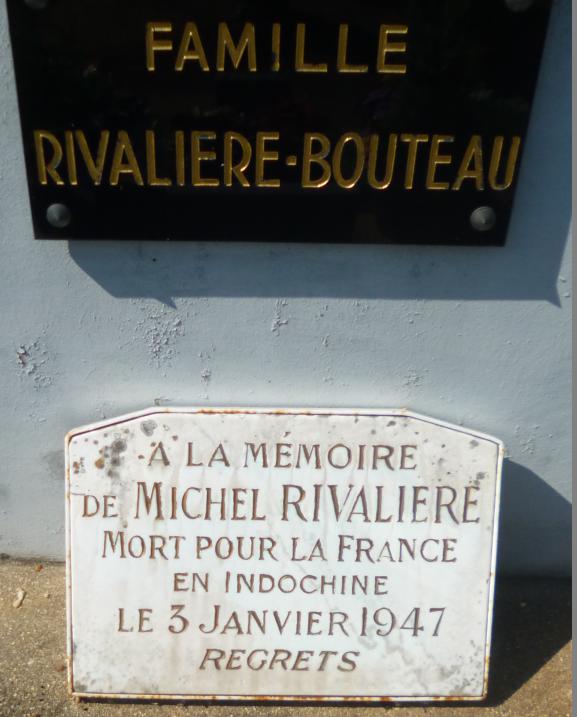 FAMILLE
RIVALIERE-BOUTEAU
A LA MÉMOIRE
DE MICHEL RIVALIERE
MORT POUR LA FRANCE
EN INDOCHINE
LE 3 JANVIER 1947
REGRETS